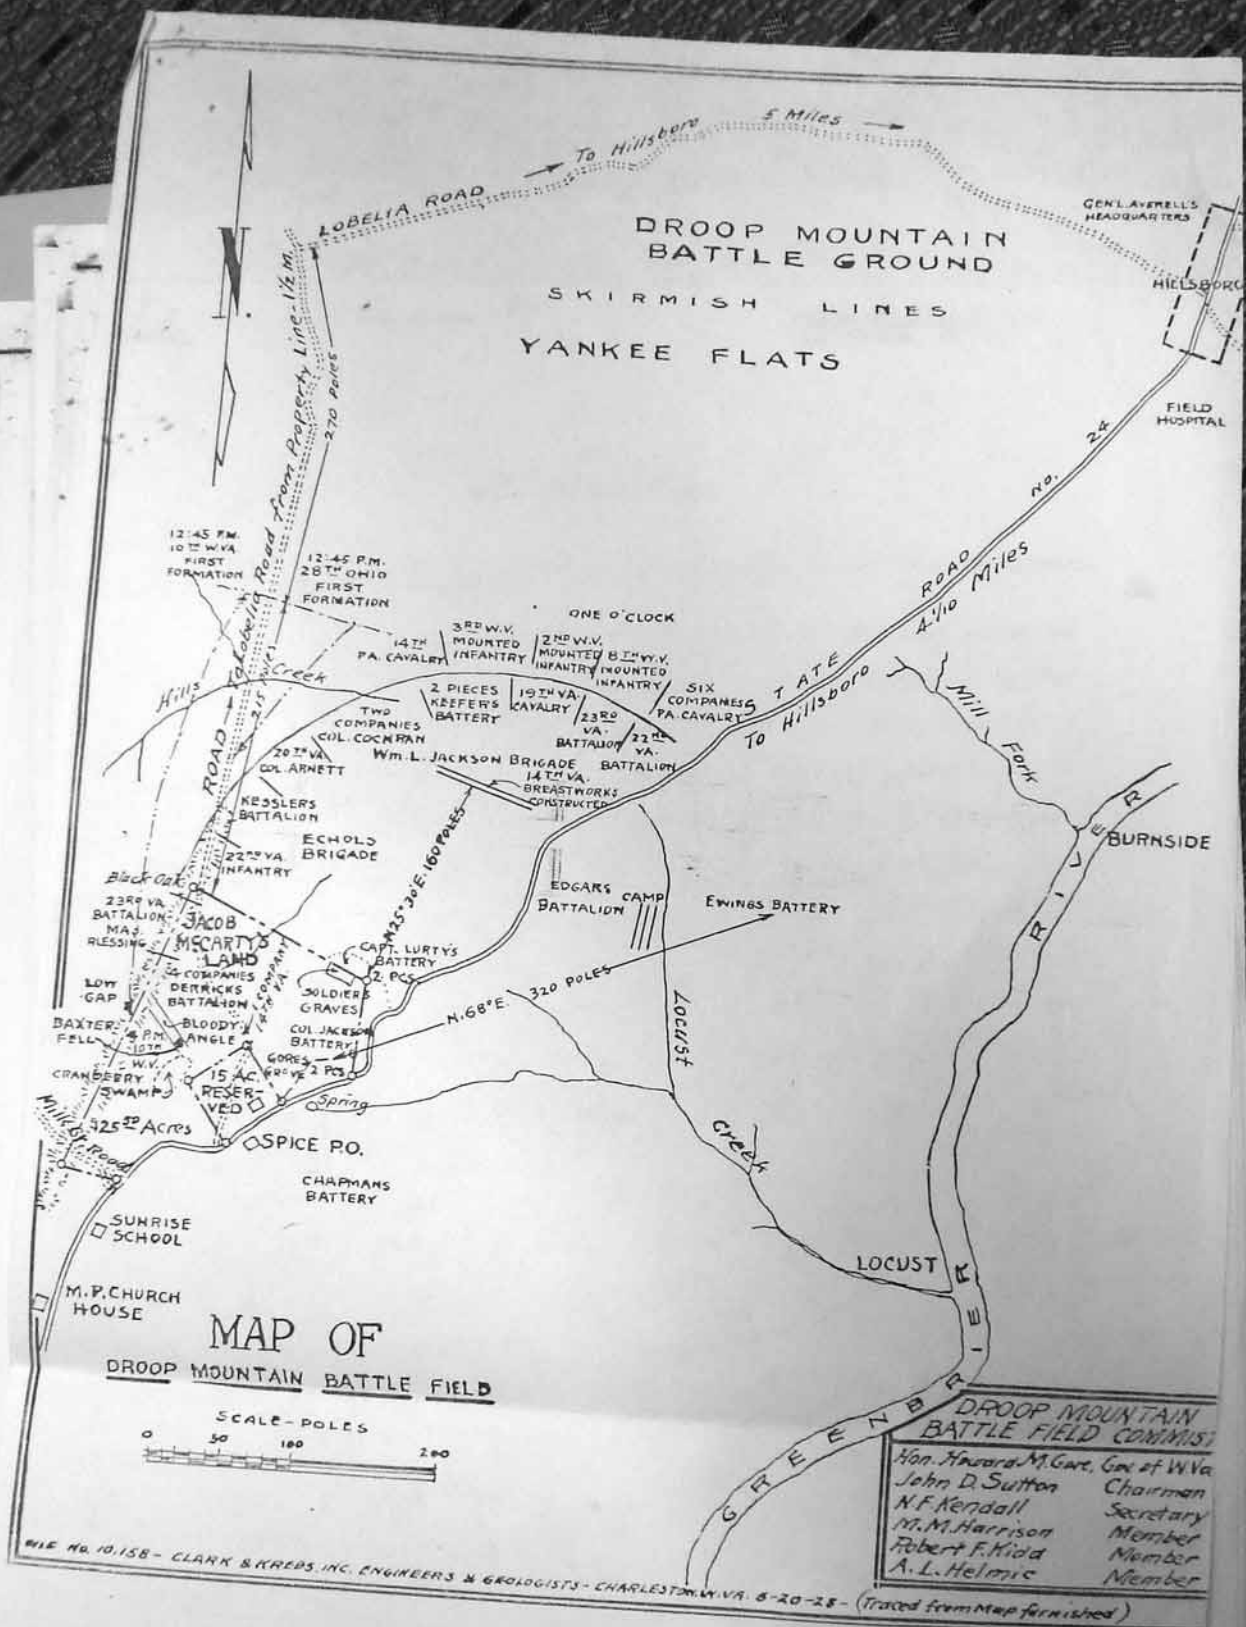 To Hillsboro 5 Miles
LOBELIA ROAD
GEN'L. AVERELL'S
HEADQUARTERS
DROOP MOUNTAIN
BATTLE GROUND
SKIRMISH LINES
YANKEE FLATS
HILLSBORO
N.
FIELD
HOSPITAL
ROAD To Lobelia Road from Property Line - 1½ M.
270 Poles
215 Poles
STATE ROAD NO. 24
To Hillsboro 4 1/10 Miles
12:45 P.M.
10TH W.VA.
FIRST
FORMATION
12:45 P.M.
28TH OHIO
FIRST
FORMATION
ONE O'CLOCK
14TH
PA. CAVALRY
3RD W.V.
MOUNTED
INFANTRY
2ND W.V.
MOUNTED
INFANTRY
8TH W.V.
MOUNTED
INFANTRY
SIX
COMPANIES
PA. CAVALRY
Hills Creek
TWO
COMPANIES
COL. COCKRAN
2 PIECES
KEEFERS
BATTERY
19TH VA.
CAVALRY
23RD
VA.
BATTALION
22ND
VA.
BATTALION
20TH VA.
COL. ARNETT
Wm. L. JACKSON BRIGADE
14TH VA.
BREASTWORKS
CONSTRUCTED
Mill Fork
KESSLERS
BATTALION
ECHOLS
BRIGADE
22ND VA.
INFANTRY
N25°30'E. 160 POLES
BURNSIDE
Black Oak
23RD VA
BATTALION
MAJ.
BLESSING
JACOB
McCARTY'S
LAND
4 COMPANIES
DERRICKS
BATTALION
1 COMPANY
14TH VA.
EDGARS
BATTALION
CAMP
EWINGS BATTERY
CAPT. LURTY'S
BATTERY
2 PCS
SOLDIERS
GRAVES
N.68°E. 320 POLES
LOW
GAP
BAXTER
FELL
4 P.M.
10TH
W.V.
BLOODY
ANGLE
COL. JACKSON
BATTERY
2 PCS
GORES
GROVE
CRANBERRY
SWAMP
15 AC.
RESER-
VED
Spring
Locust Creek
125 Acres
Mill Road
SPICE P.O.
CHAPMANS
BATTERY
SUNRISE
SCHOOL
LOCUST
M.P. CHURCH
HOUSE
GREENBRIER RIVER
MAP OF
DROOP MOUNTAIN BATTLE FIELD
SCALE - POLES
0 50 100 200
DROOP MOUNTAIN
BATTLE FIELD COMMIS
Hon. Howard M. Gore, Gov. of W.Va
John D. Sutton Chairman
N.F. Kendall Secretary
M.M. Harrison Member
Robert F. Kidd Member
A.L. Helmic Member
FILE No. 10,158 - CLARK & KREBS, INC. ENGINEERS & GEOLOGISTS - CHARLESTON, W.VA. 6-20-28 - (Traced from Map furnished)